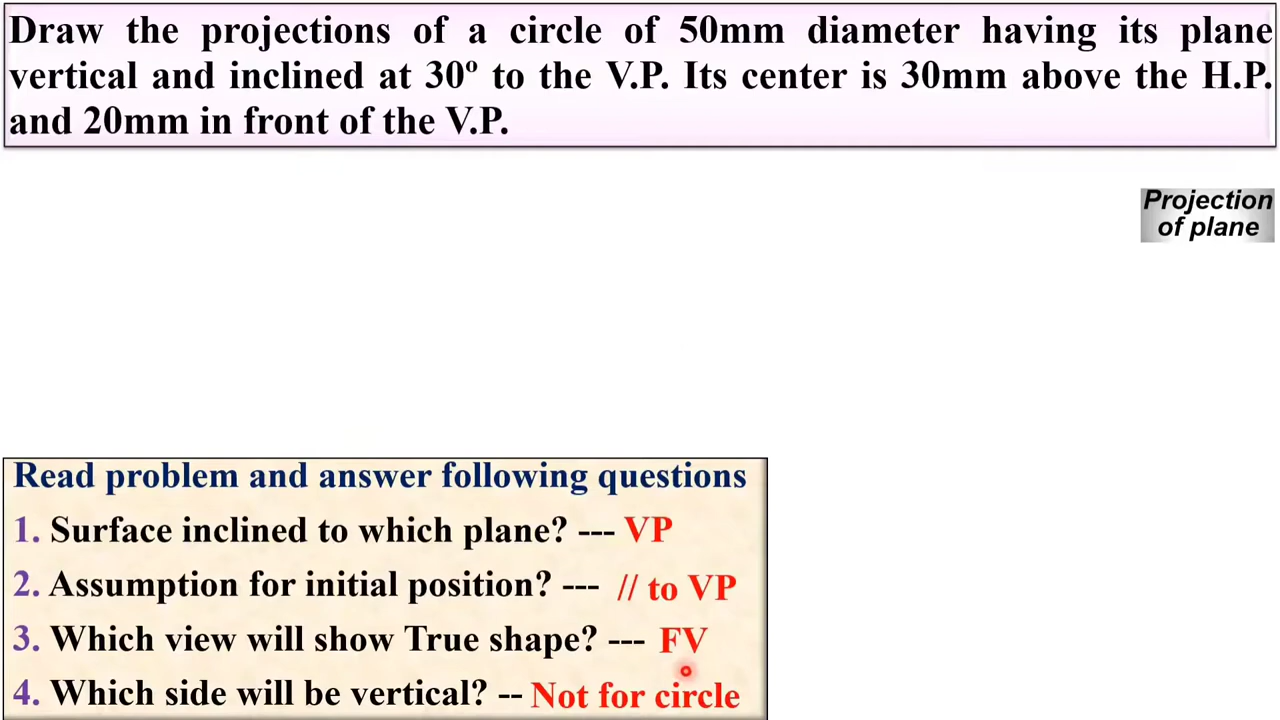 Draw the projections of a circle of 50mm diameter having its plane
vertical and inclined at 30º to the V.P. Its center is 30mm above the H.P.
and 20mm in front of the V.P.
Projection
of plane
Read problem and answer following questions
1. Surface inclined to which plane? --- VP
2. Assumption for initial position? --- // to VP
3. Which view will show True shape? --- FV
4. Which side will be vertical? -- Not for circle